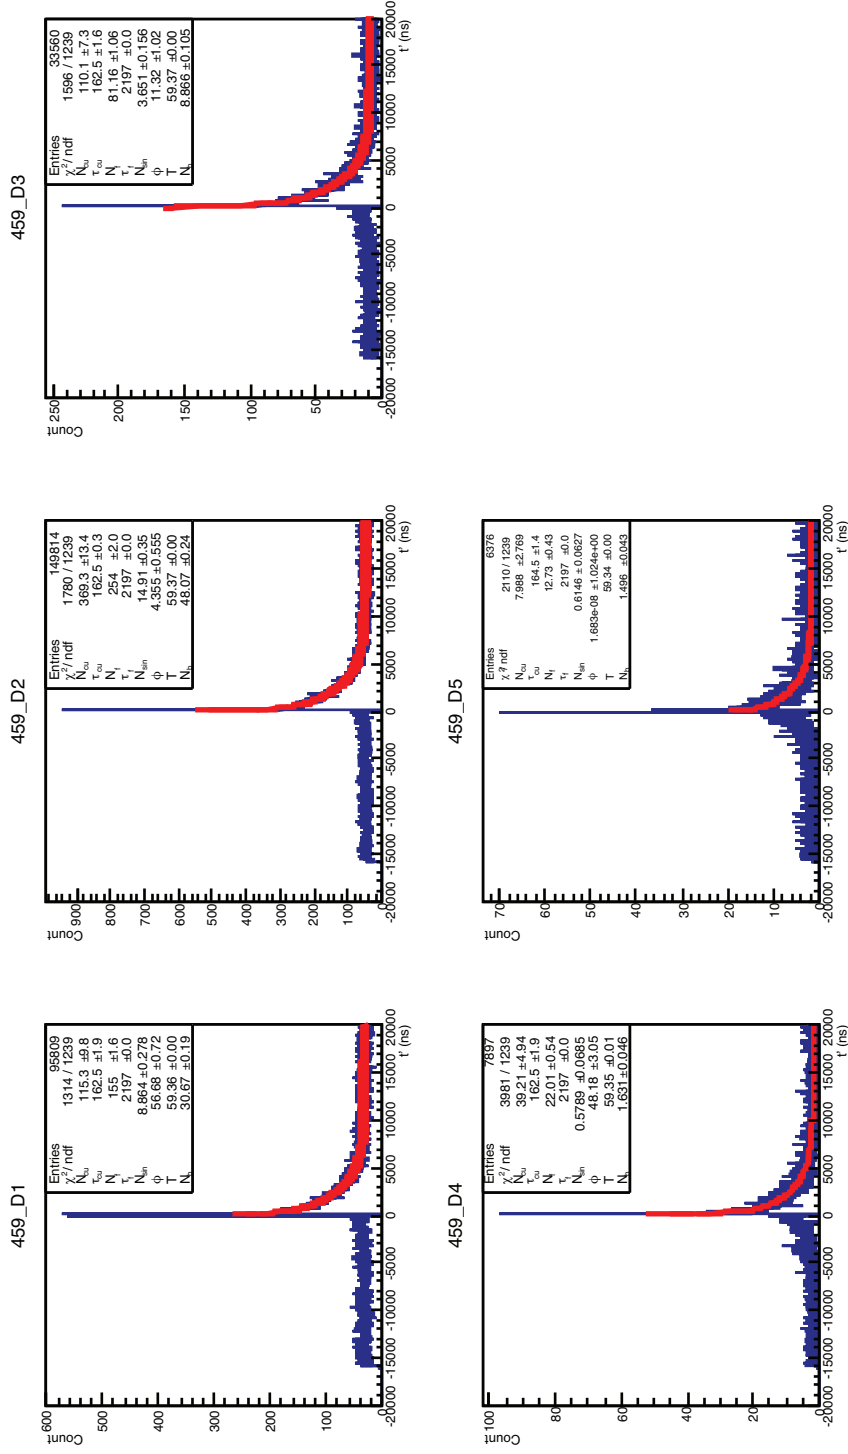 459_D1
Count
600
500
400
300
200
100
0
-20000 -15000 -10000 -5000 0 5000 10000 15000 20000
t' (ns)
Entries 95809
χ²/ ndf 1314 / 1239
N_cu 115.3 ±9.8
τ_cu 162.5 ±1.9
N_f 155 ±1.6
τ_f 2197 ±0.0
N_sin 8.864 ±0.278
ϕ 56.68 ±0.72
T 59.36 ±0.00
N_b 30.67 ±0.19
459_D2
Count
900
800
700
600
500
400
300
200
100
0
-20000 -15000 -10000 -5000 0 5000 10000 15000 20000
t' (ns)
Entries 149814
χ²/ ndf 1780 / 1239
N_cu 369.3 ±13.4
τ_cu 162.5 ±0.3
N_f 254 ±2.0
τ_f 2197 ±0.0
N_sin 14.91 ±0.35
ϕ 4.355 ±0.555
T 59.37 ±0.00
N_b 48.07 ±0.24
459_D3
Count
250
200
150
100
50
0
-20000 -15000 -10000 -5000 0 5000 10000 15000 20000
t' (ns)
Entries 33560
χ²/ ndf 1596 / 1239
N_cu 110.1 ±7.3
τ_cu 162.5 ±1.6
N_f 81.16 ±1.06
τ_f 2197 ±0.0
N_sin 3.651 ±0.156
ϕ 11.32 ±1.02
T 59.37 ±0.00
N_b 8.866 ±0.105
459_D4
Count
100
80
60
40
20
0
-20000 -15000 -10000 -5000 0 5000 10000 15000 20000
t' (ns)
Entries 7897
χ²/ ndf 3981 / 1239
N_cu 39.21 ±4.94
τ_cu 162.5 ±1.9
N_f 22.01 ±0.54
τ_f 2197 ±0.0
N_sin 0.5789 ±0.0685
ϕ 48.18 ±3.05
T 59.35 ±0.01
N_b 1.631 ±0.046
459_D5
Count
70
60
50
40
30
20
10
0
-20000 -15000 -10000 -5000 0 5000 10000 15000 20000
t' (ns)
Entries 6376
χ²/ ndf 2110 / 1239
N_cu 7.988 ±2.769
τ_cu 164.5 ±1.4
N_f 12.73 ±0.43
τ_f 2197 ±0.0
N_sin 0.6146 ±0.0627
ϕ 1.683e-08 ±1.024e+00
T 59.34 ±0.00
N_b 1.496 ±0.043